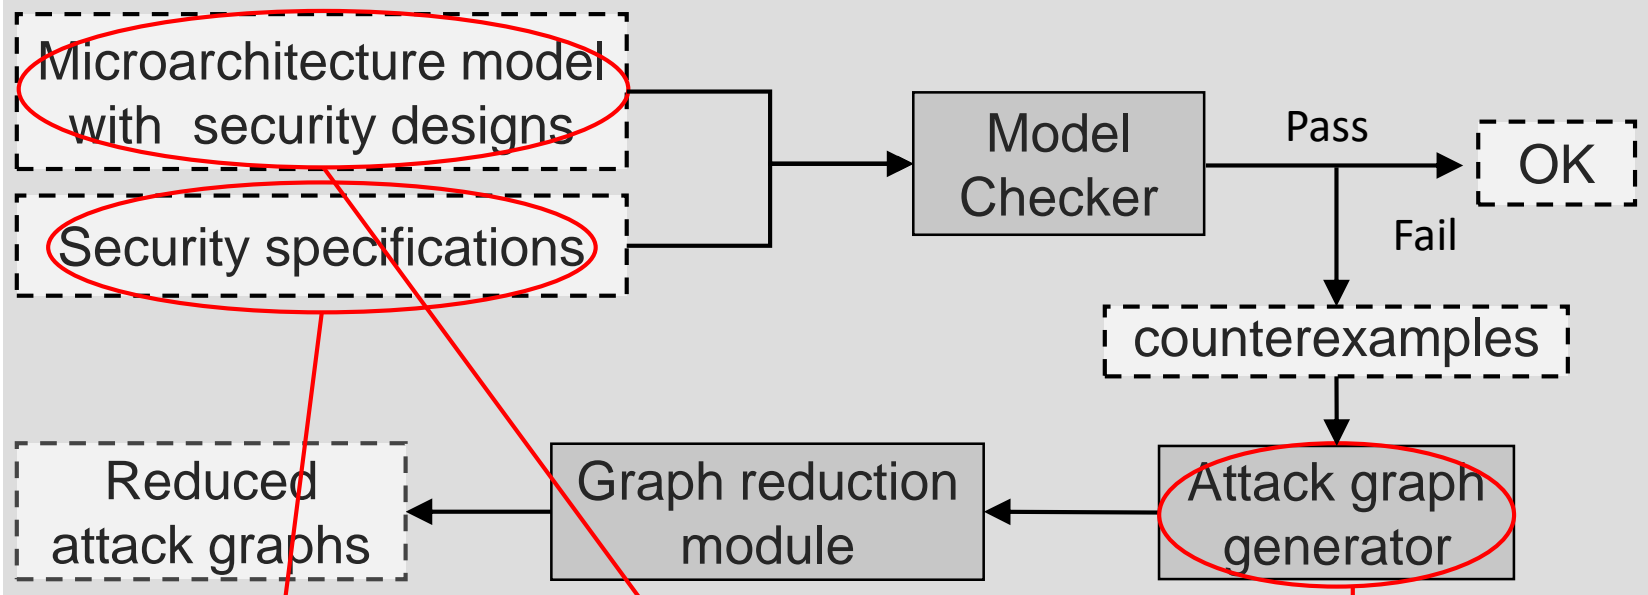 Microarchitecture model
with  security designs
Security specifications
Model
Checker
Pass
OK
Fail
counterexamples
Attack graph
generator
Graph reduction
module
Reduced
attack graphs